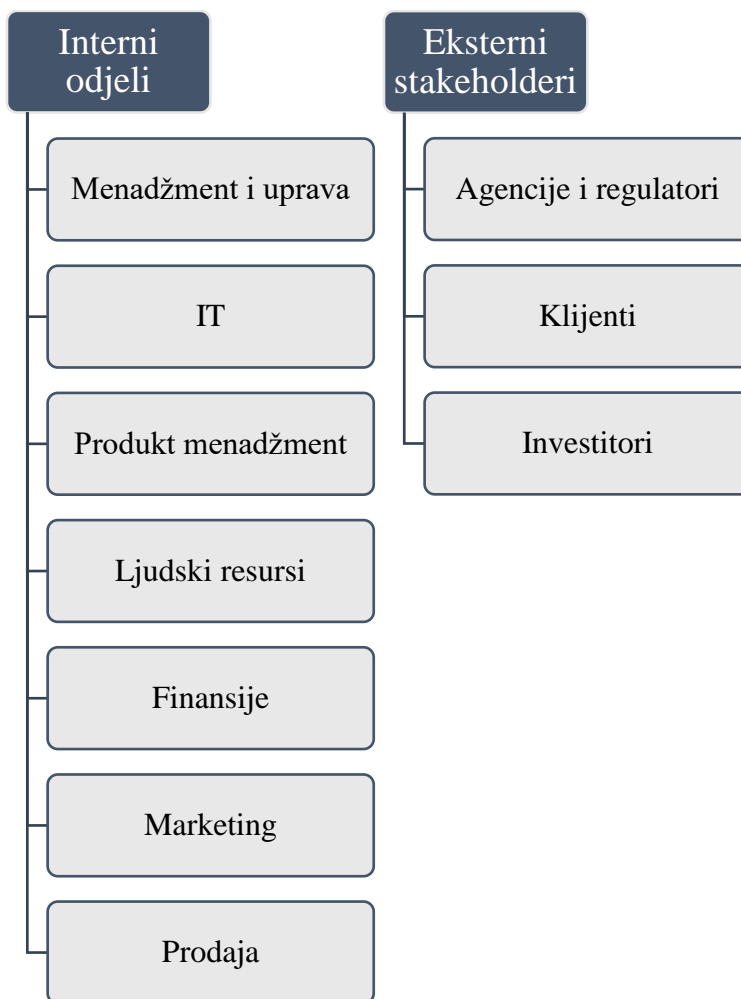 Interni
odjeli
Menadžment i uprava
IT
Produkt menadžment
Ljudski resursi
Finansije
Marketing
Prodaja
Eksterni
stakeholderi
Agencije i regulatori
Klijenti
Investitori